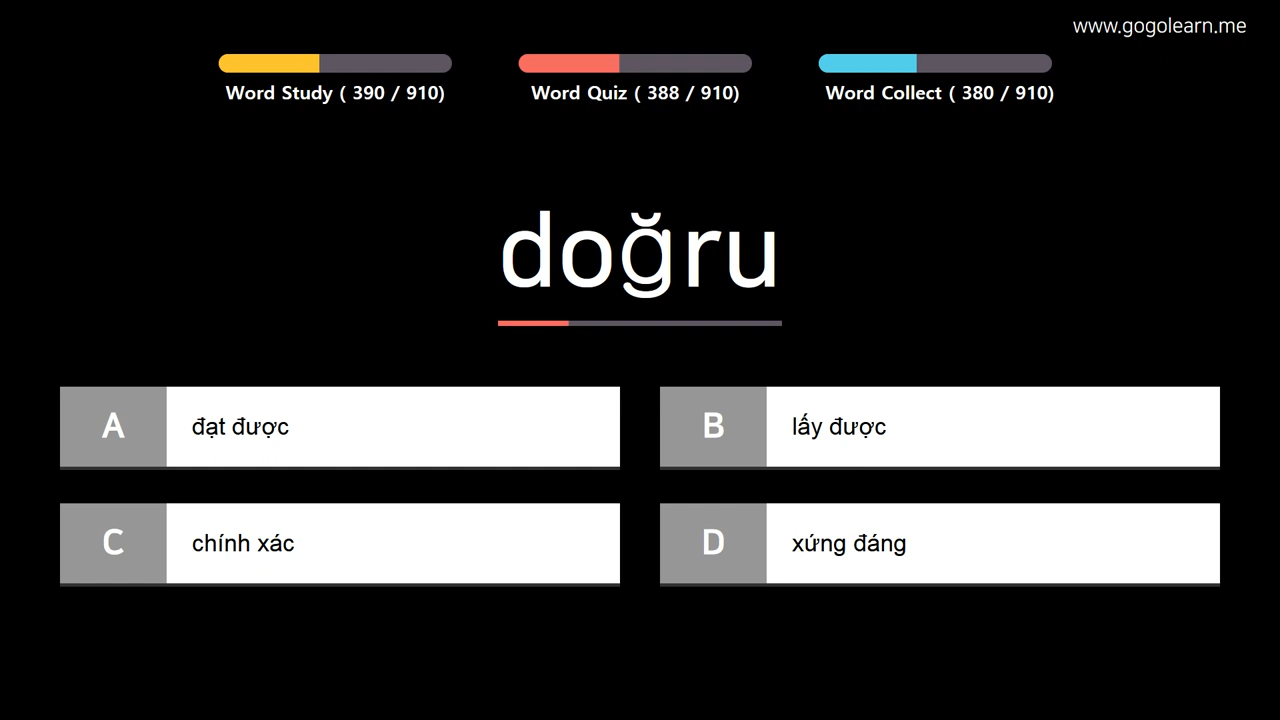 www.gogolearn.me
Word Study ( 390 / 910)
Word Quiz ( 388 / 910)
Word Collect ( 380 / 910)
doğru
A
đạt được
B
lấy được
C
chính xác
D
xứng đáng